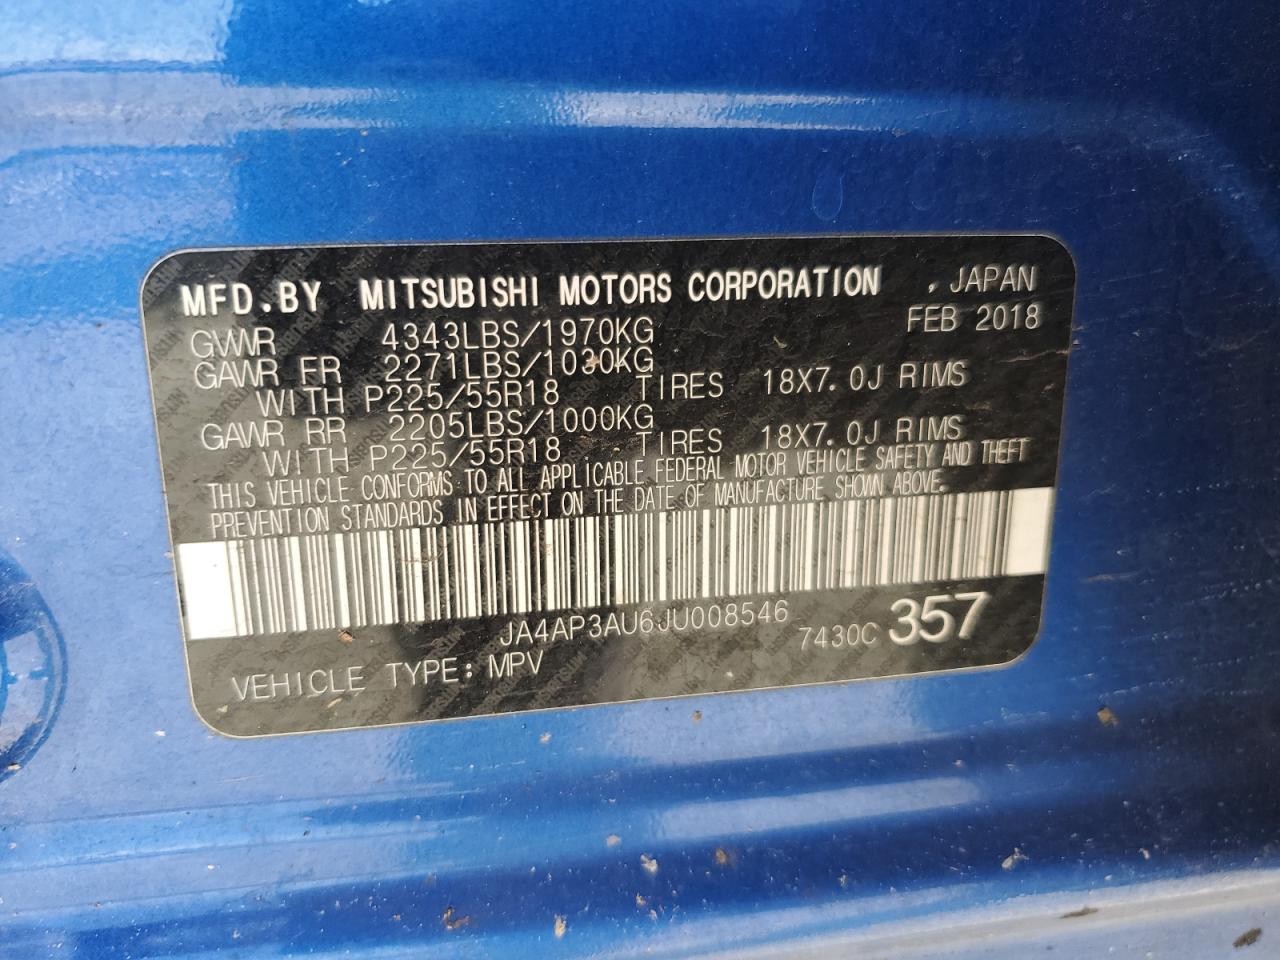 MFD.BY MITSUBISHI MOTORS CORPORATION , JAPAN
FEB 2018
GVWR 4343LBS/1970KG
GAWR FR 2271LBS/1030KG
WITH P225/55R18 TIRES 18X7.0J RIMS
GAWR RR 2205LBS/1000KG
WITH P225/55R18 TIRES 18X7.0J RIMS
THIS VEHICLE CONFORMS TO ALL APPLICABLE FEDERAL MOTOR VEHICLE SAFETY AND THEFT
PREVENTION STANDARDS IN EFFECT ON THE DATE OF MANUFACTURE SHOWN ABOVE.
JA4AP3AU6JU008546
7430C 357
VEHICLE TYPE: MPV